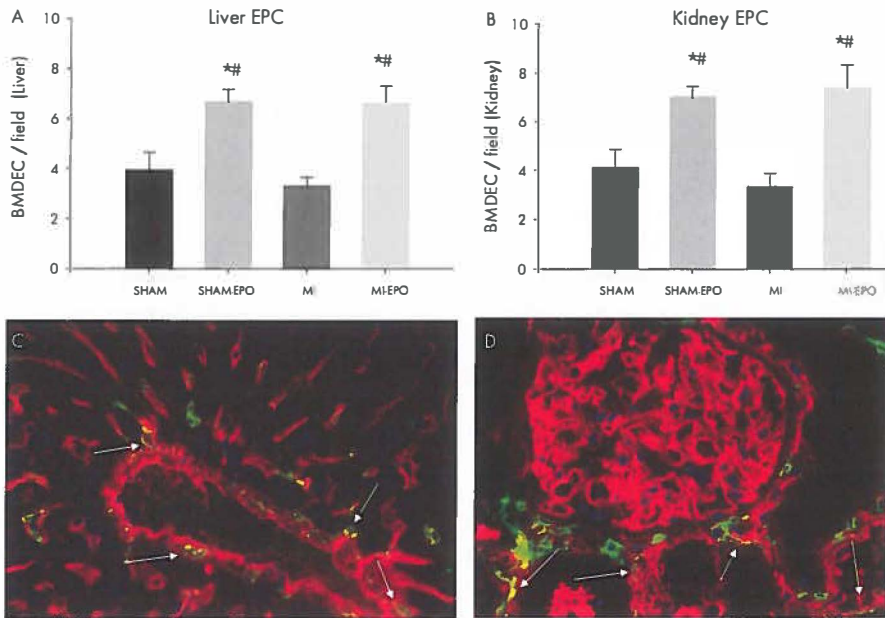 A
Liver EPC
BMDEC / field (Liver)
10
8
6
4
2
0
*#
*#
SHAM
SHAM-EPO
MI
MI-EPO
B
Kidney EPC
BMDEC / field (Kidney)
10
8
6
4
2
0
*#
*#
SHAM
SHAM-EPO
MI
MI-EPO
C
D